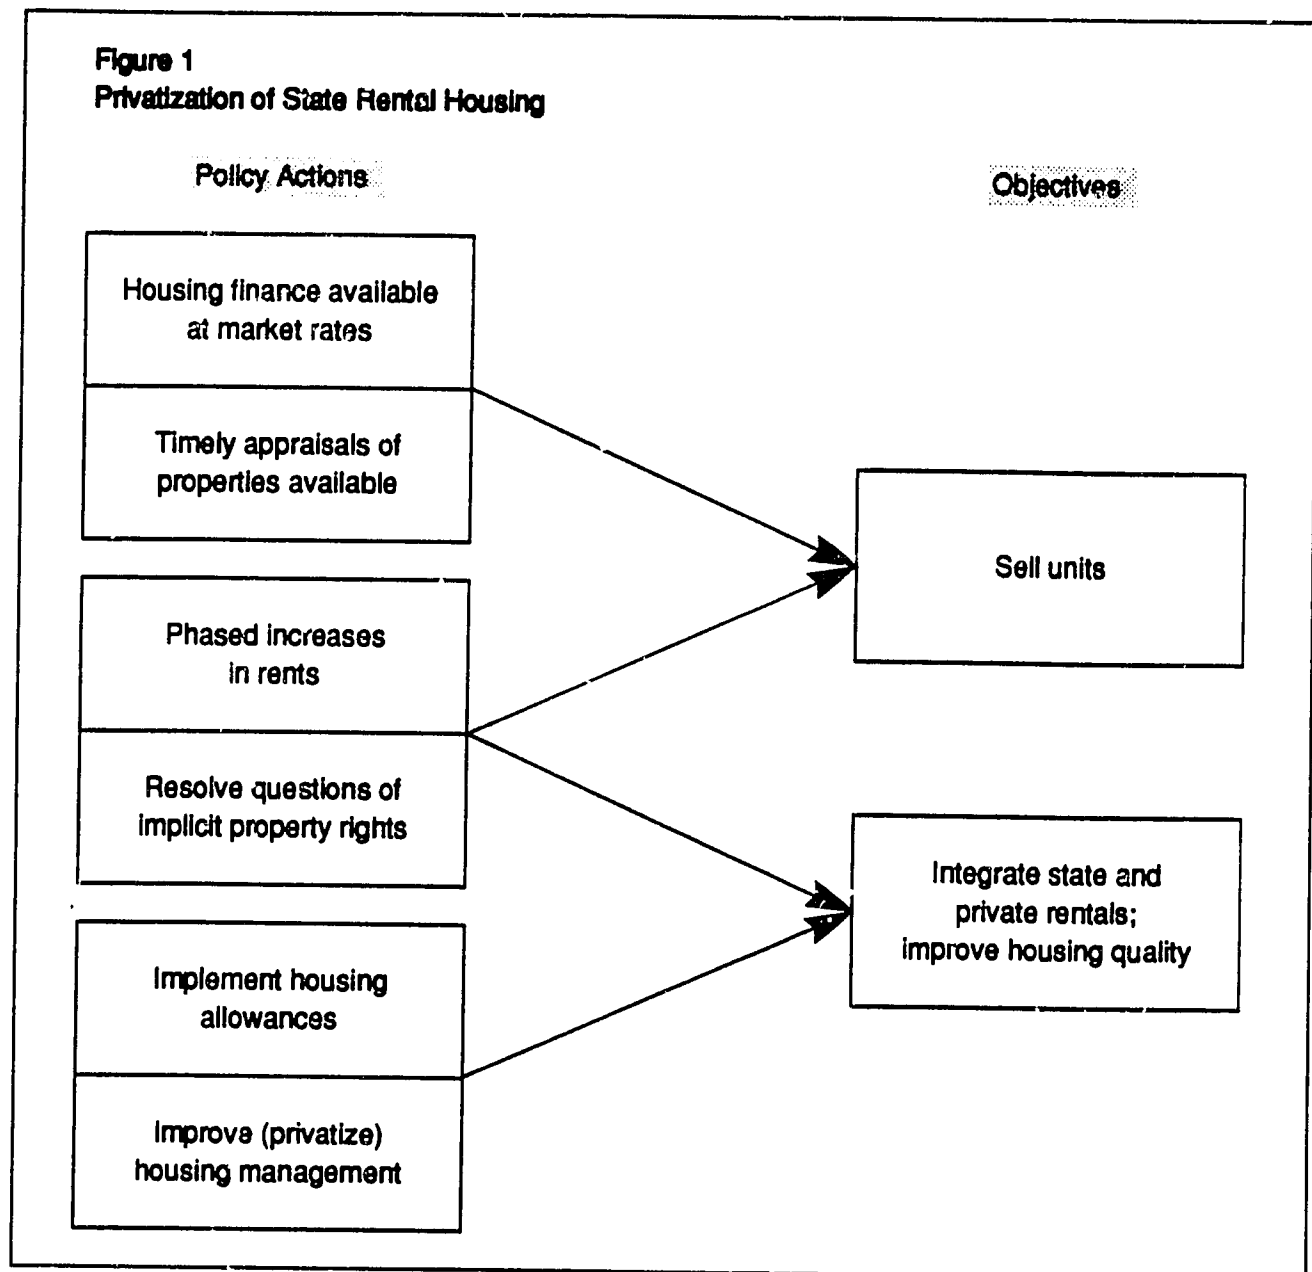 Figure 1
Privatization of State Rental Housing
Policy Actions
Objectives
Housing finance available
at market rates
Timely appraisals of
properties available
Sell units
Phased increases
in rents
Resolve questions of
implicit property rights
Integrate state and
private rentals;
improve housing quality
Implement housing
allowances
Improve (privatize)
housing management